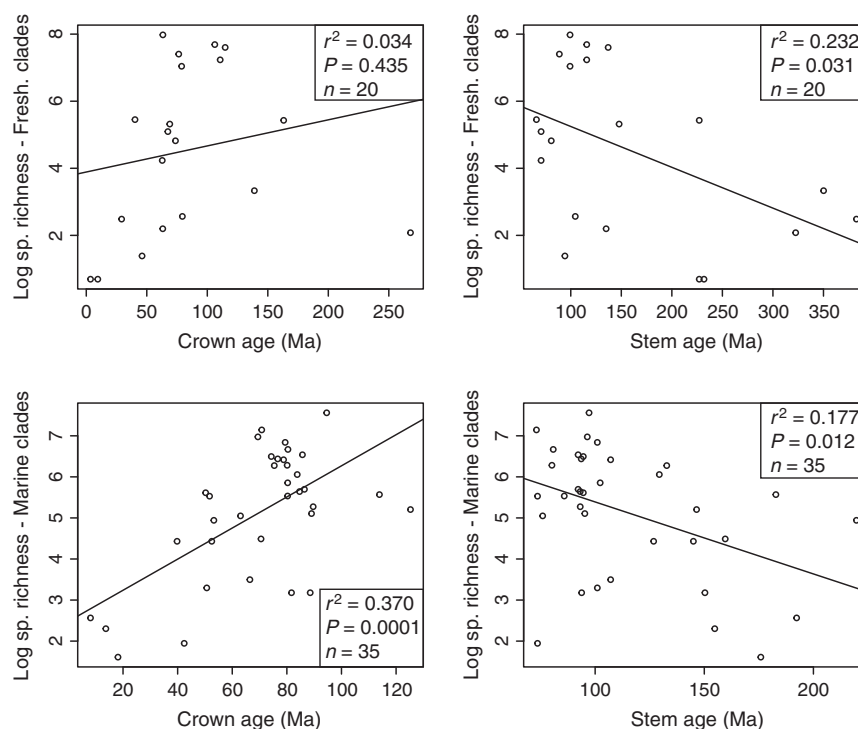 Log sp. richness - Fresh. clades
8
6
4
2
r² = 0.034
P = 0.435
n = 20
0 50 100 150 200 250
Crown age (Ma)
Log sp. richness - Fresh. clades
8
6
4
2
r² = 0.232
P = 0.031
n = 20
100 150 200 250 300 350
Stem age (Ma)
Log sp. richness - Marine clades
7
6
5
4
3
2
r² = 0.370
P = 0.0001
n = 35
20 40 60 80 100 120
Crown age (Ma)
Log sp. richness - Marine clades
7
6
5
4
3
2
r² = 0.177
P = 0.012
n = 35
100 150 200
Stem age (Ma)